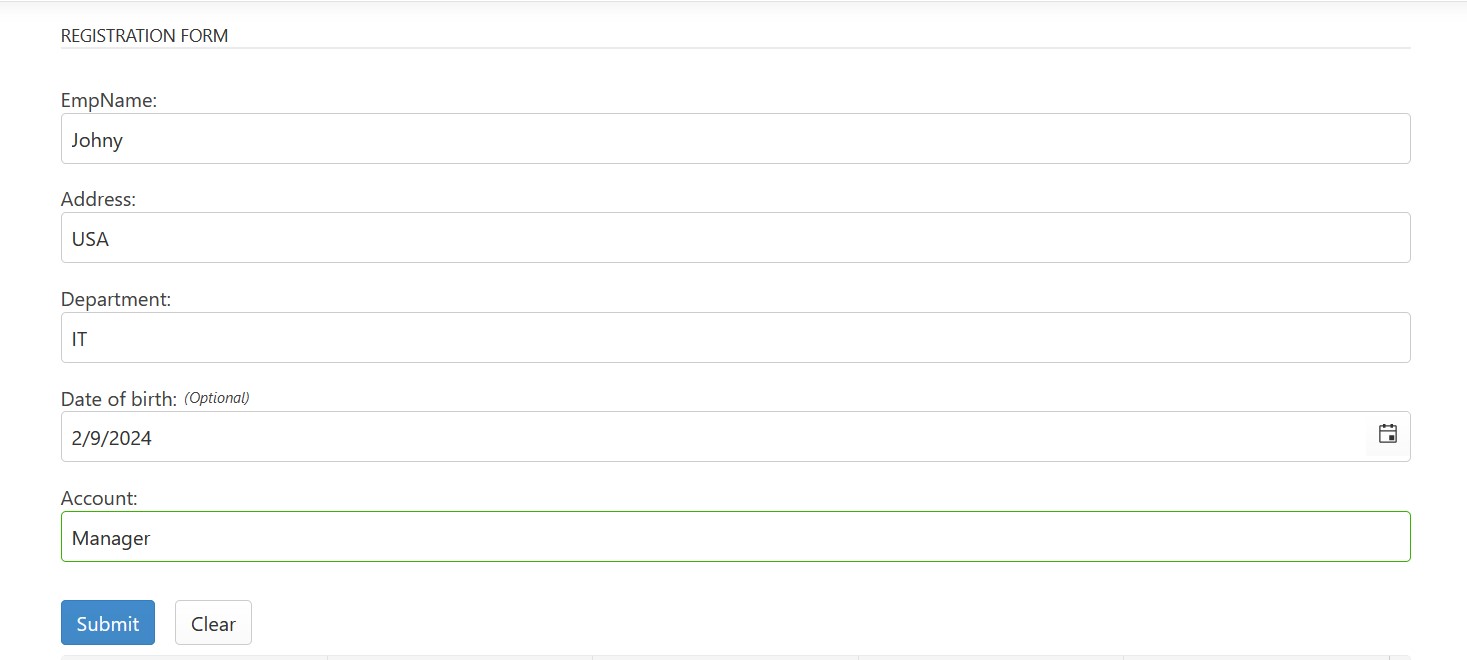 REGISTRATION FORM
EmpName:
Johny
Address:
USA
Department:
IT
Date of birth: (Optional)
2/9/2024
Account:
Manager
Submit Clear